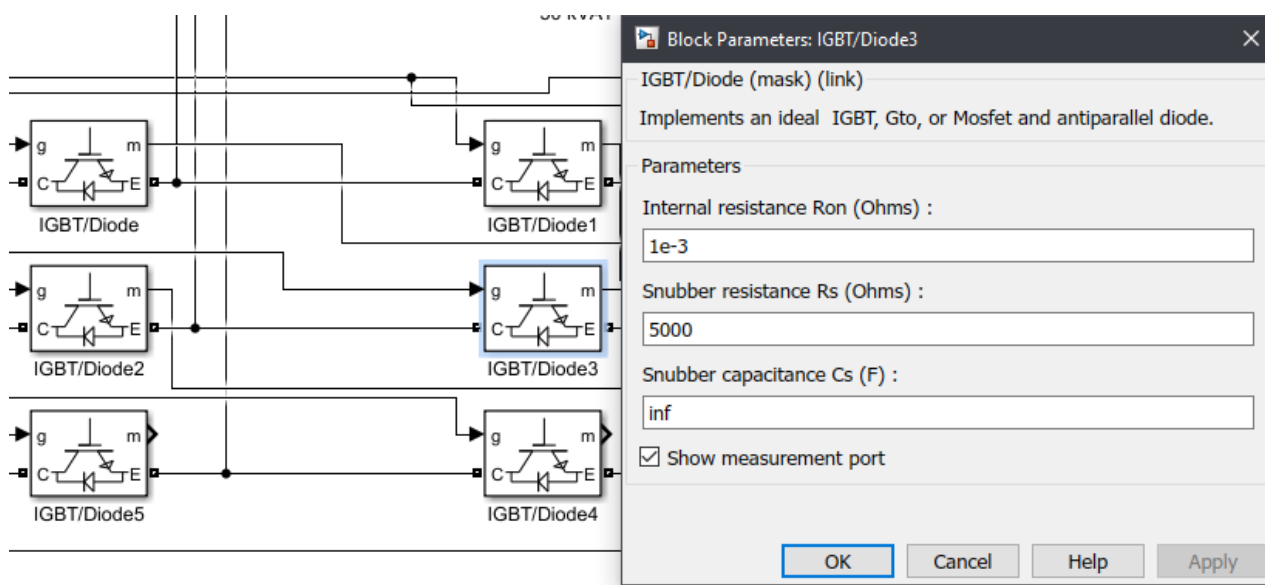 Block Parameters: IGBT/Diode3
IGBT/Diode (mask) (link)
Implements an ideal IGBT, Gto, or Mosfet and antiparallel diode.
Parameters
Internal resistance Ron (Ohms) :
1e-3
Snubber resistance Rs (Ohms) :
5000
Snubber capacitance Cs (F) :
inf
Show measurement port
OK Cancel Help Apply
g m
C E
IGBT/Diode
g m
C E
IGBT/Diode1
g m
C E
IGBT/Diode2
g m
C E
IGBT/Diode3
g m
C E
IGBT/Diode5
g m
C E
IGBT/Diode4